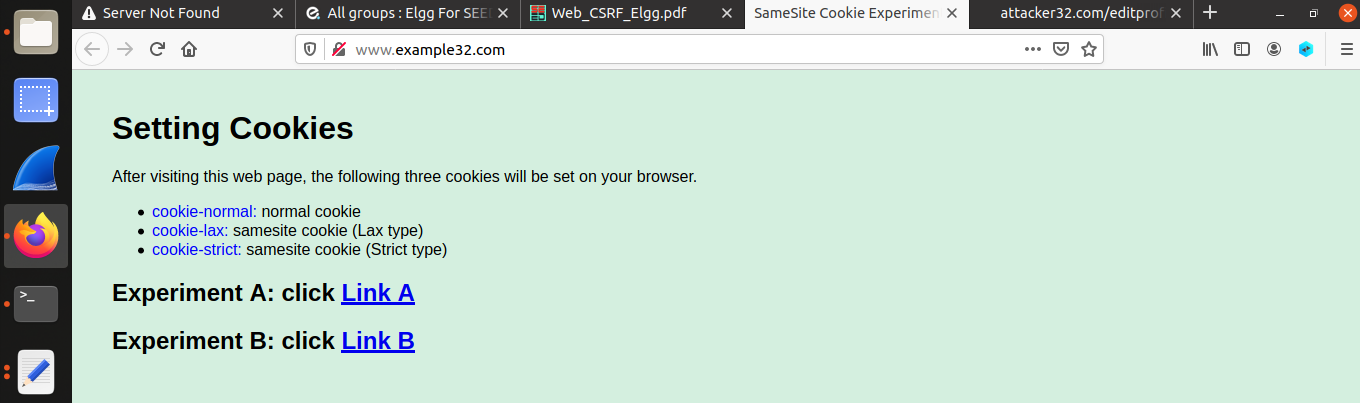 Server Not Found
All groups : Elgg For SEE
Web_CSRF_Elgg.pdf
SameSite Cookie Experimen
attacker32.com/editprof
www.example32.com
Setting Cookies
After visiting this web page, the following three cookies will be set on your browser.
cookie-normal: normal cookie
cookie-lax: samesite cookie (Lax type)
cookie-strict: samesite cookie (Strict type)
Experiment A: click Link A
Experiment B: click Link B